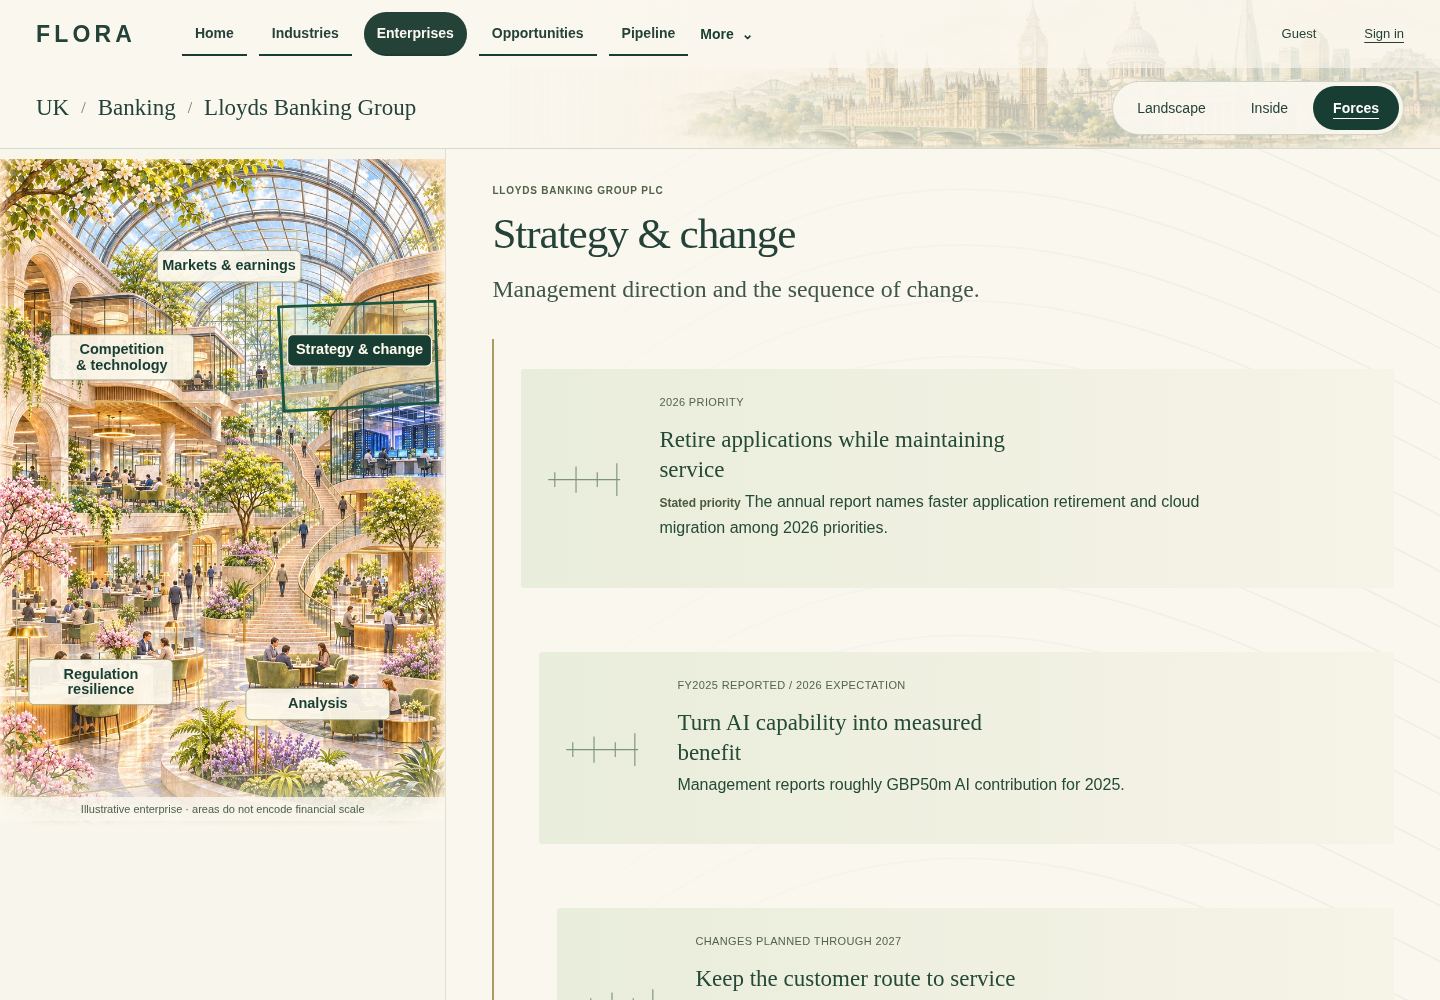 FLORA
Home
Industries
Enterprises
Opportunities
Pipeline
More
Guest
Sign in
UK / Banking / Lloyds Banking Group
Landscape
Inside
Forces
Markets & earnings
Competition
& technology
Strategy & change
Regulation
resilience
Analysis
Illustrative enterprise · areas do not encode financial scale
LLOYDS BANKING GROUP PLC
Strategy & change
Management direction and the sequence of change.
2026 PRIORITY
Retire applications while maintaining
service
Stated priority The annual report names faster application retirement and cloud
migration among 2026 priorities.
FY2025 REPORTED / 2026 EXPECTATION
Turn AI capability into measured
benefit
Management reports roughly GBP50m AI contribution for 2025.
CHANGES PLANNED THROUGH 2027
Keep the customer route to service